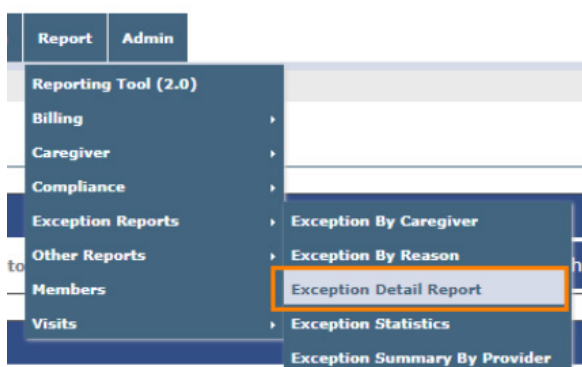 Report Admin
Reporting Tool (2.0)
Billing
Caregiver
Compliance
Exception Reports
Exception By Caregiver
to
Other Reports
Exception By Reason
h
Members
Exception Detail Report
Visits
Exception Statistics
Exception Summary By Provider